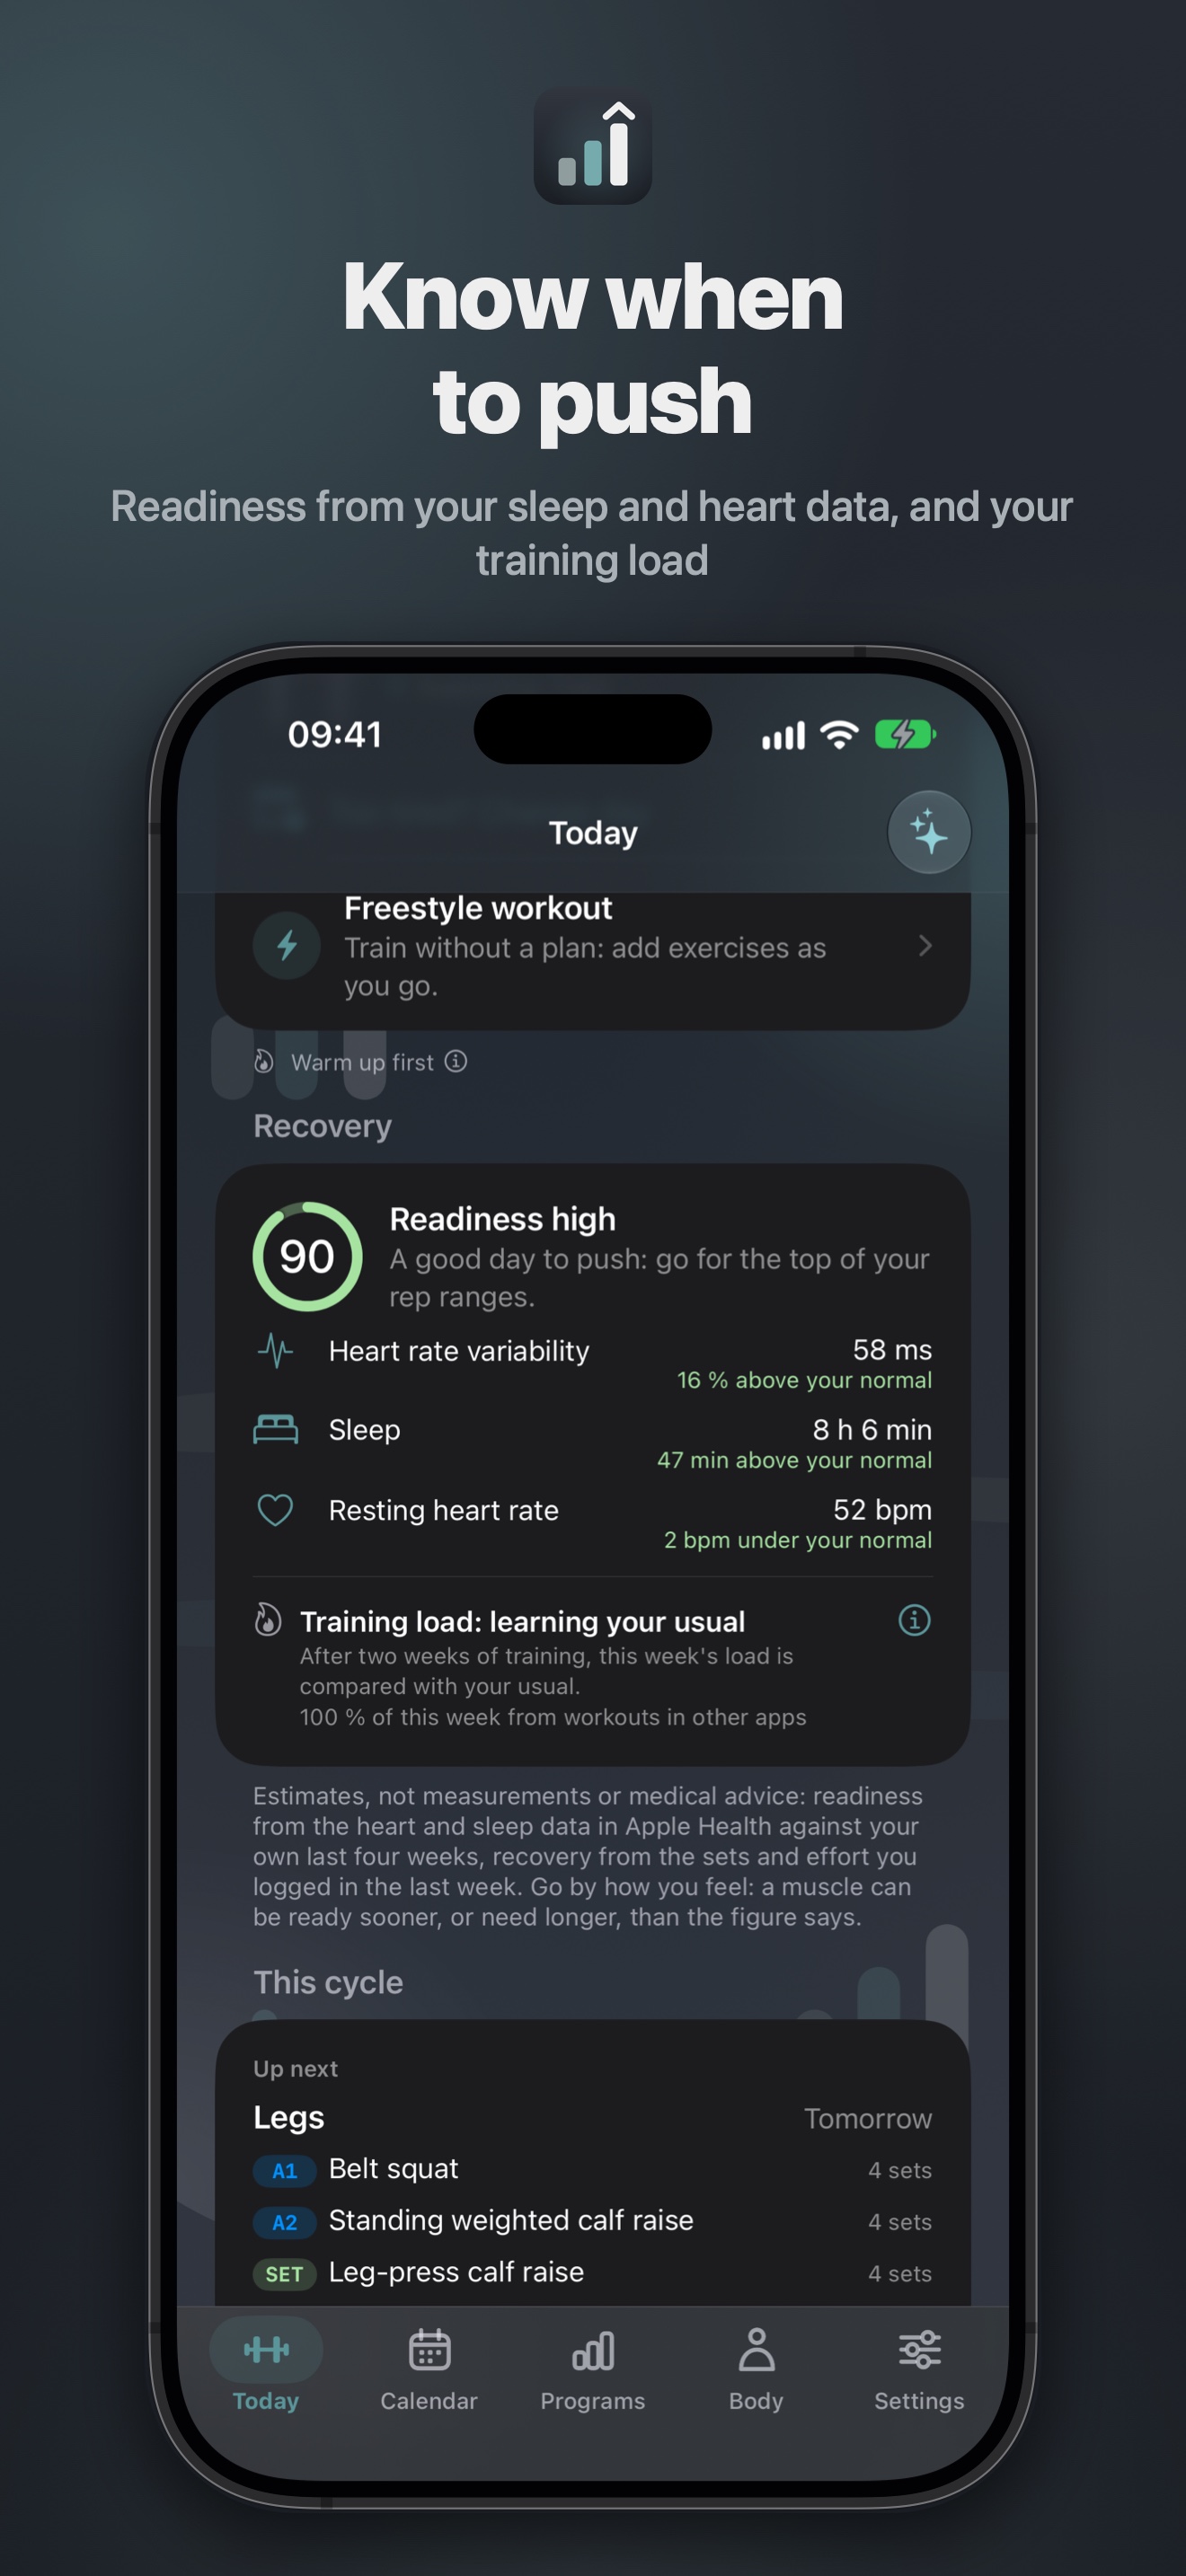 Know when
to push
Readiness from your sleep and heart data, and your
training load
09:41
Today
Freestyle workout
Train without a plan: add exercises as
you go.
Warm up first
Recovery
90
Readiness high
A good day to push: go for the top of your
rep ranges.
Heart rate variability
58 ms
16 % above your normal
Sleep
8 h 6 min
47 min above your normal
Resting heart rate
52 bpm
2 bpm under your normal
Training load: learning your usual
After two weeks of training, this week's load is
compared with your usual.
100 % of this week from workouts in other apps
Estimates, not measurements or medical advice: readiness
from the heart and sleep data in Apple Health against your
own last four weeks, recovery from the sets and effort you
logged in the last week. Go by how you feel: a muscle can
be ready sooner, or need longer, than the figure says.
This cycle
Up next
Legs
Tomorrow
A1 Belt squat 4 sets
A2 Standing weighted calf raise 4 sets
SET Leg-press calf raise 4 sets
Today
Calendar
Programs
Body
Settings